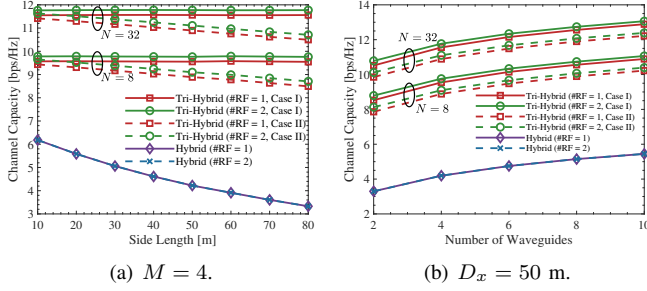 12
11
10
9
8
7
6
5
4
3
10 20 30 40 50 60 70 80
Channel Capacity [bps/Hz]
Side Length [m]
N = 32
N = 8
Tri-Hybrid (#RF = 1, Case I)
Tri-Hybrid (#RF = 2, Case I)
Tri-Hybrid (#RF = 1, Case II)
Tri-Hybrid (#RF = 2, Case II)
Hybrid (#RF = 1)
Hybrid (#RF = 2)
(a) M = 4.
14
12
10
8
6
4
2
2 4 6 8 10
Channel Capacity [bps/Hz]
Number of Waveguides
N = 32
N = 8
Tri-Hybrid (#RF = 1, Case I)
Tri-Hybrid (#RF = 2, Case I)
Tri-Hybrid (#RF = 1, Case II)
Tri-Hybrid (#RF = 2, Case II)
Hybrid (#RF = 1)
Hybrid (#RF = 2)
(b) Dx = 50 m.